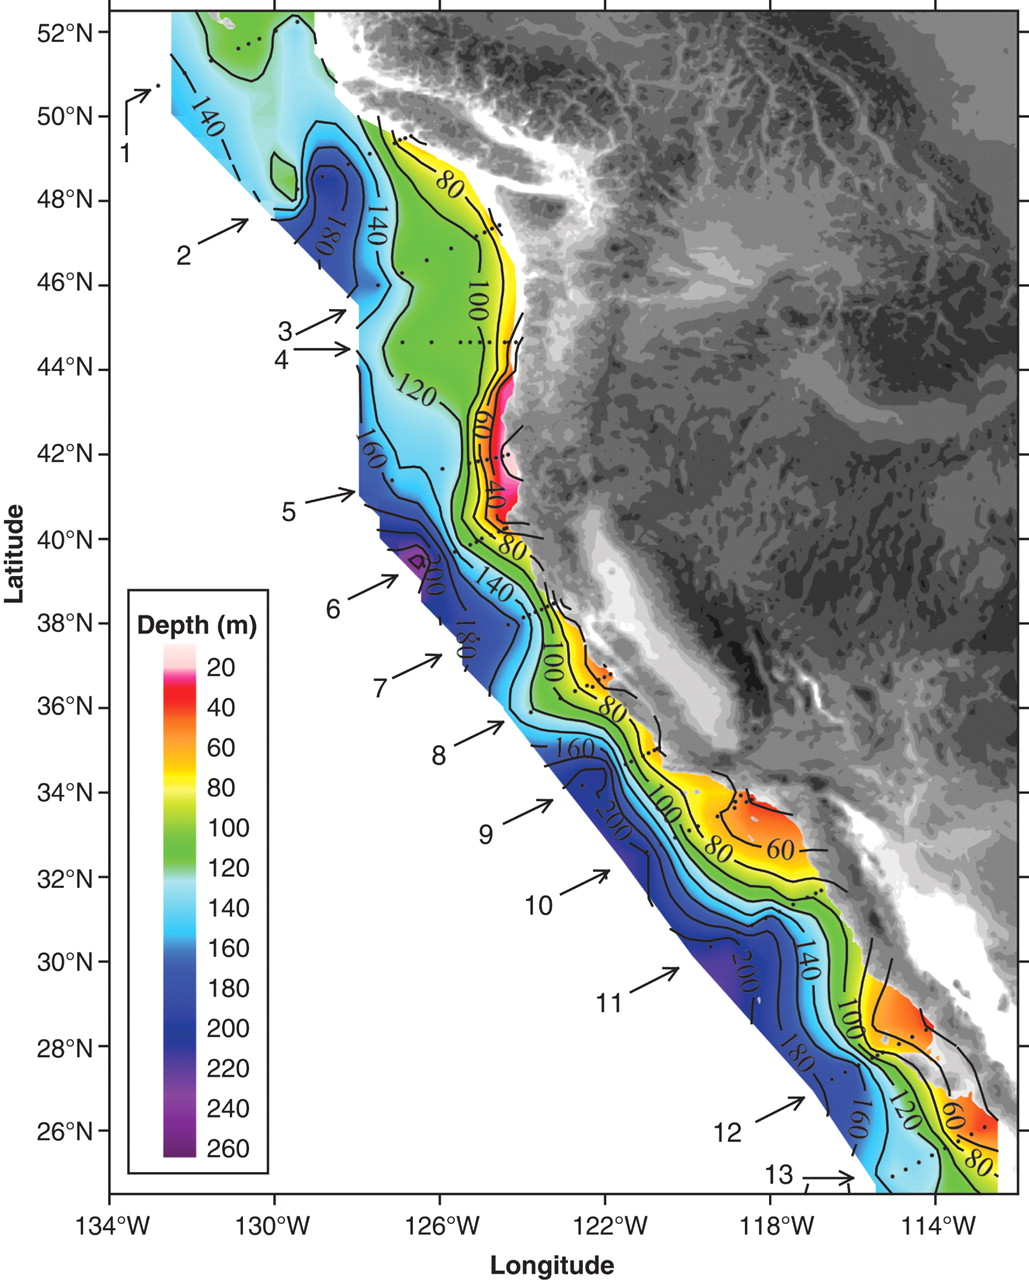 52°N
50°N
48°N
46°N
44°N
42°N
40°N
38°N
36°N
34°N
32°N
30°N
28°N
26°N
Latitude
134°W
130°W
126°W
122°W
118°W
114°W
Longitude
Depth (m)
20
40
60
80
100
120
140
160
180
200
220
240
260
1
2
3
4
5
6
7
8
9
10
11
12
13
140
80
180
140
100
120
60
160
40
80
200
140
180
100
80
160
200
100
80
60
200
140
100
180
160
120
60
80